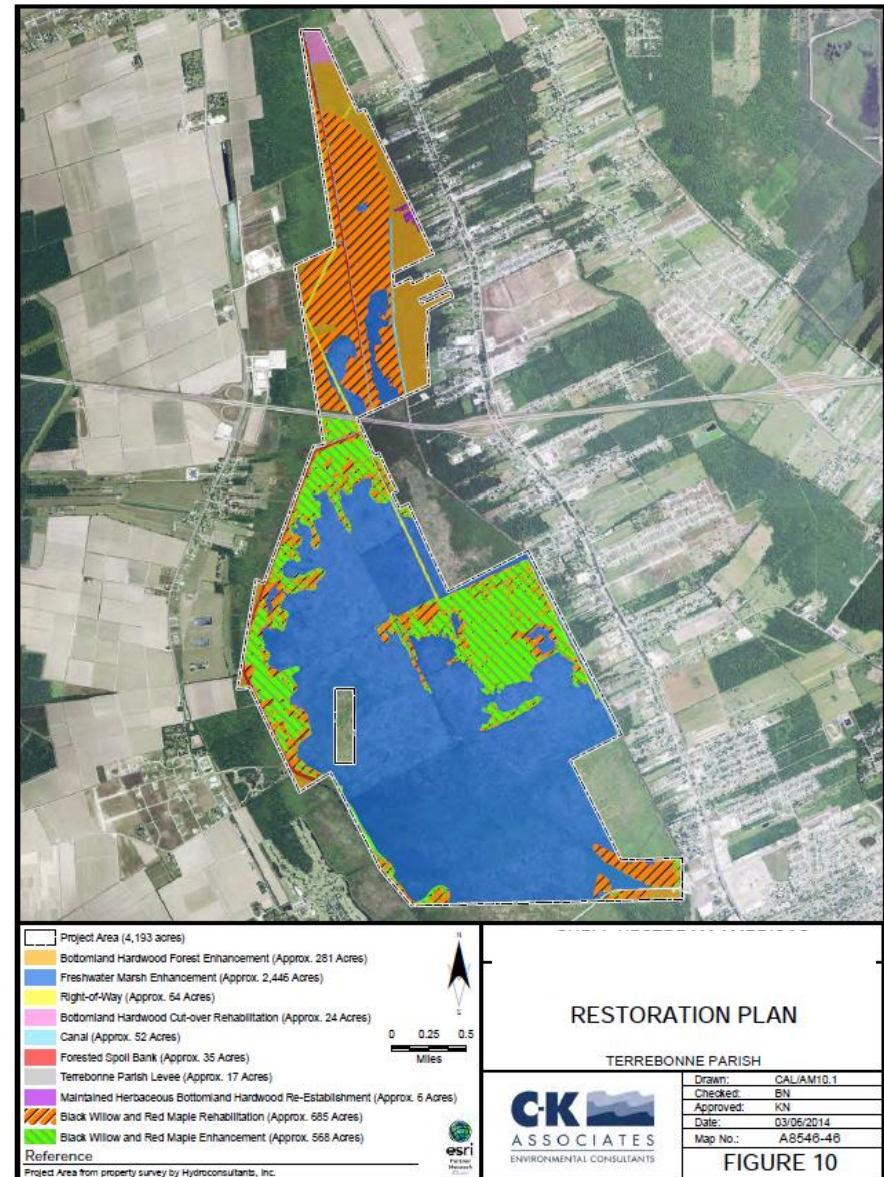 Project Area (4,193 acres)
Bottomland Hardwood Forest Enhancement (Approx. 281 Acres)
Freshwater Marsh Enhancement (Approx. 2,446 Acres)
Right-of-Way (Approx. 64 Acres)
Bottomland Hardwood Cut-over Rehabilitation (Approx. 24 Acres)
Canal (Approx. 52 Acres)
Forested Spoil Bank (Approx. 35 Acres)
Terrebonne Parish Levee (Approx. 17 Acres)
Maintained Herbaceous Bottomland Hardwood Re-Establishment (Approx. 6 Acres)
Black Willow and Red Maple Rehabilitation (Approx. 685 Acres)
Black Willow and Red Maple Enhancement (Approx. 568 Acres)
Reference
Project Area from property survey by Hydroconsultants, Inc.
N
0 0.25 0.5
Miles
esri
RESTORATION PLAN
TERREBONNE PARISH
C-K
ASSOCIATES
ENVIRONMENTAL CONSULTANTS
Drawn: CAL/AM10.1
Checked: BN
Approved: KN
Date: 03/06/2014
Map No.: A8546-46
FIGURE 10